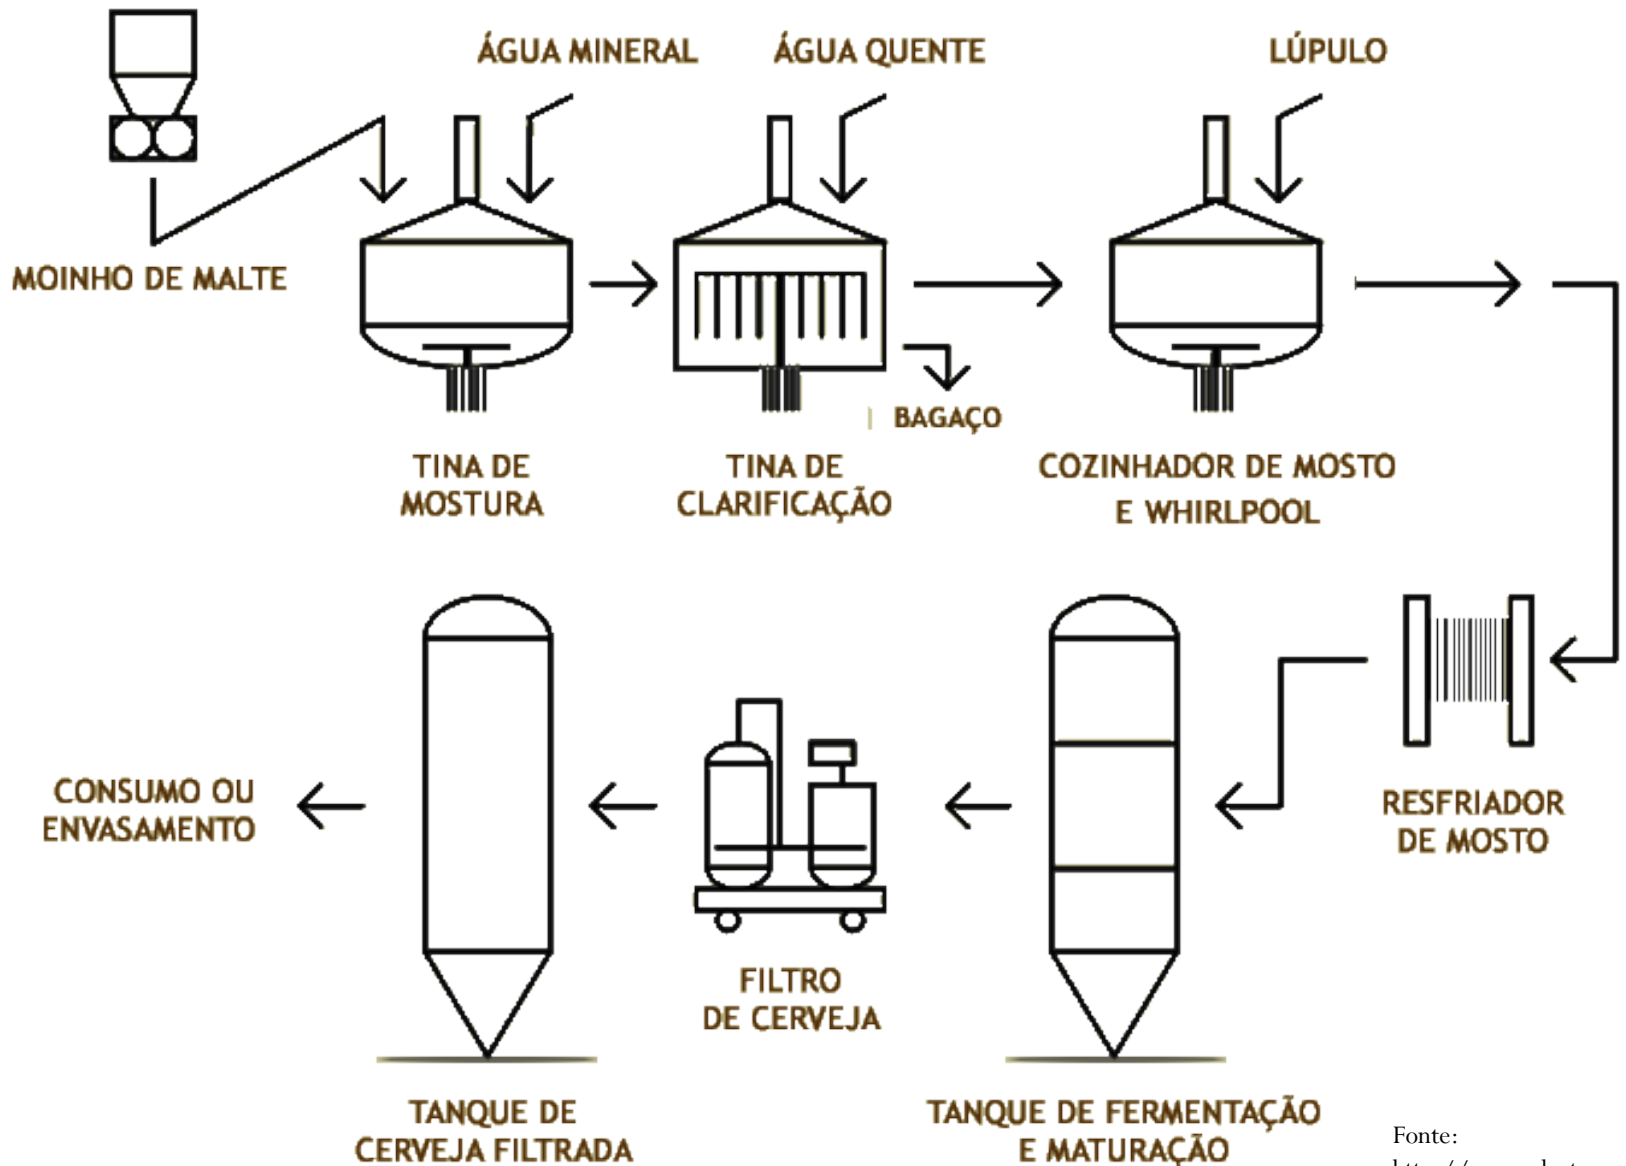 ÁGUA MINERAL
ÁGUA QUENTE
LÚPULO
MOINHO DE MALTE
BAGAÇO
TINA DE
MOSTURA
TINA DE
CLARIFICAÇÃO
COZINHADOR DE MOSTO
E WHIRLPOOL
RESFRIADOR
DE MOSTO
CONSUMO OU
ENVASAMENTO
FILTRO
DE CERVEJA
TANQUE DE
CERVEJA FILTRADA
TANQUE DE FERMENTAÇÃO
E MATURAÇÃO
Fonte: